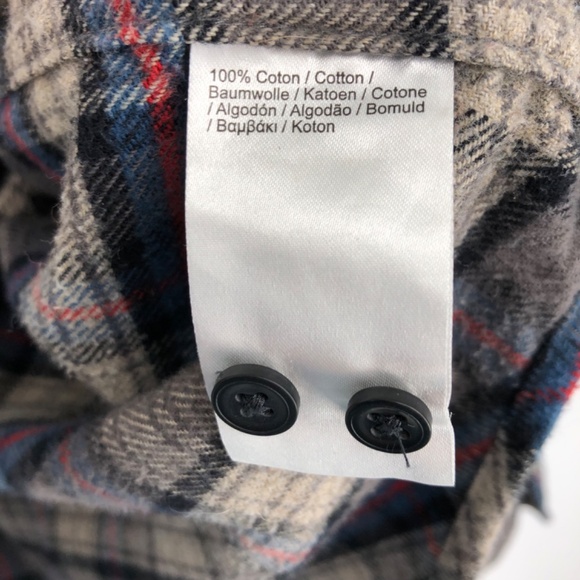 100% Coton / Cotton /
Baumwolle / Katoen / Cotone
/ Algodón / Algodão / Bomuld
/ Βαμβάκι / Koton